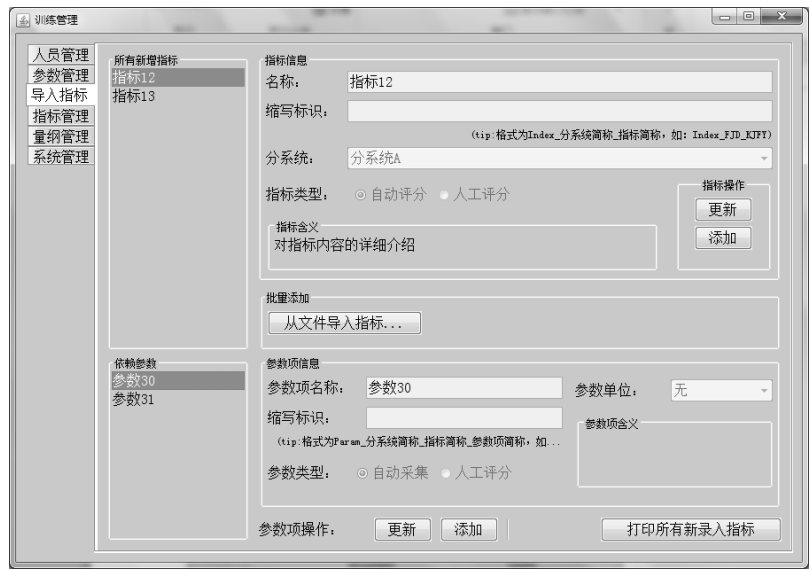 训练管理
人员管理
参数管理
导入指标
指标管理
量纲管理
系统管理
所有新增指标
指标12
指标13
指标信息
名称： 指标12
缩写标识：
(tip:格式为Index_分系统简称_指标简称，如：Index_FJD_KJFY)
分系统： 分系统A
指标类型： 自动评分 人工评分
指标含义
对指标内容的详细介绍
指标操作
更新
添加
批量添加
从文件导入指标...
依赖参数
参数30
参数31
参数项信息
参数项名称： 参数30 参数单位： 无
缩写标识：
(tip:格式为Param_分系统简称_指标简称_参数项简称，如...
参数类型： 自动采集 人工评分
参数项含义
参数项操作： 更新 添加 打印所有新录入指标